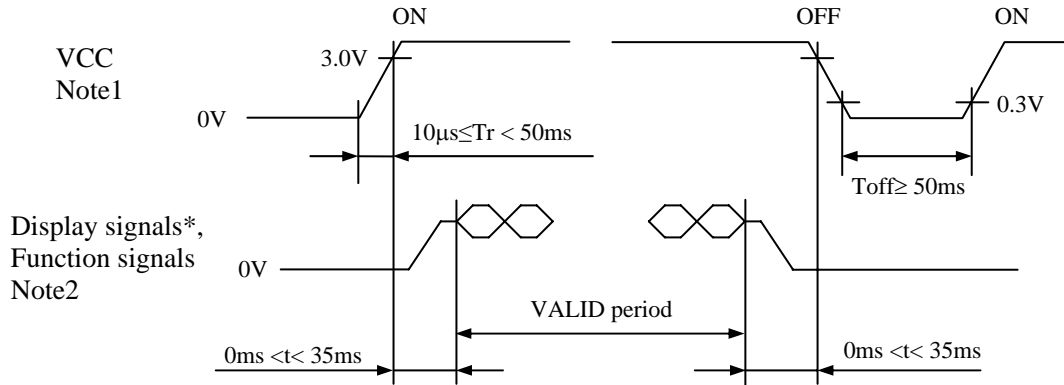 ON
OFF
ON
VCC
Note1
3.0V
0V
0.3V
10μs≤Tr < 50ms
Toff≥ 50ms
Display signals*,
Function signals
Note2
0V
VALID period
0ms <t< 35ms
0ms <t< 35ms